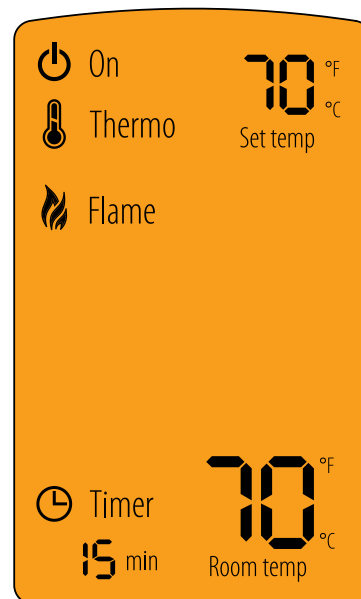 On
70 °F
°C
Thermo
Set temp
Flame
Timer
70 °F
°C
15 min
Room temp